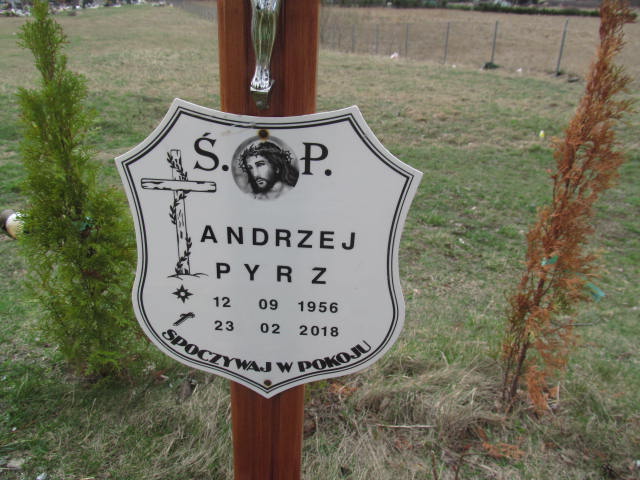 Ś. P.
ANDRZEJ
PYRZ
12 09 1956
23 02 2018
SPOCZYWAJ W POKOJU